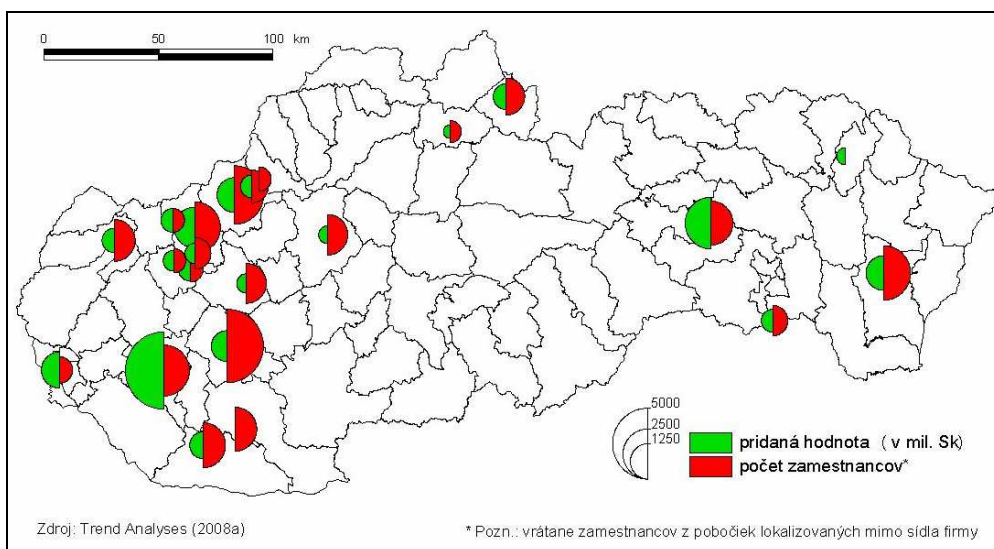 0 50 100 km
5000
2500
1250
pridaná hodnota ( v mil. Sk)
počet zamestnancov*
Zdroj: Trend Analyses (2008a)
* Pozn.: vrátane zamestnancov z pobočiek lokalizovaných mimo sídla firmy